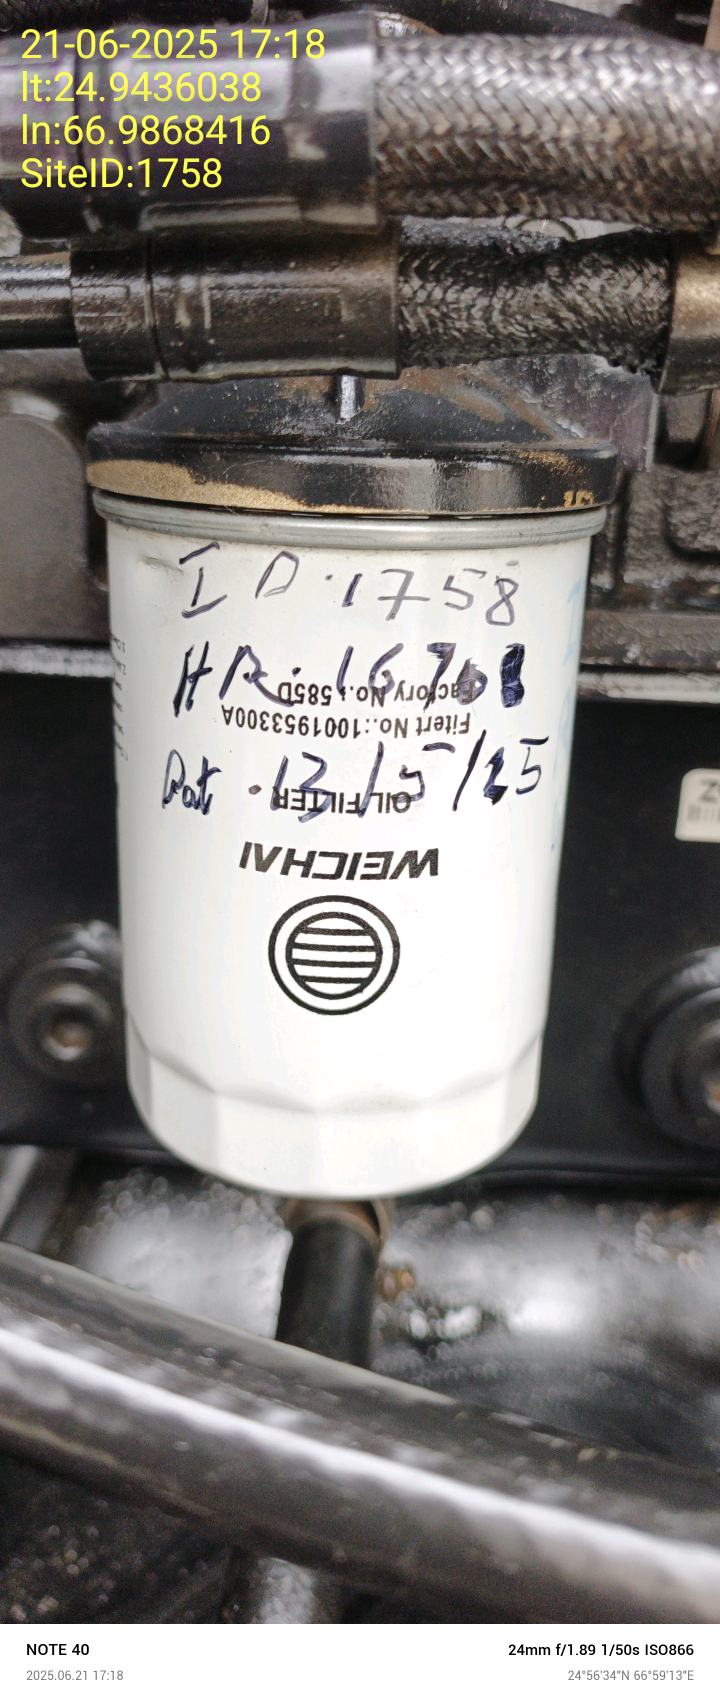 21-06-2025 17:18
lt:24.9436038
ln:66.9868416
SiteID:1758
ID.1758
HR:
Factory No.: 585D
Filert No.:1001953300A
Dat.13/5/25
OIL FILTER
WEICHAI
NOTE 40
24mm f/1.89 1/50s ISO866
2025.06.21 17:18
24°56'34"N 66°59'13"E